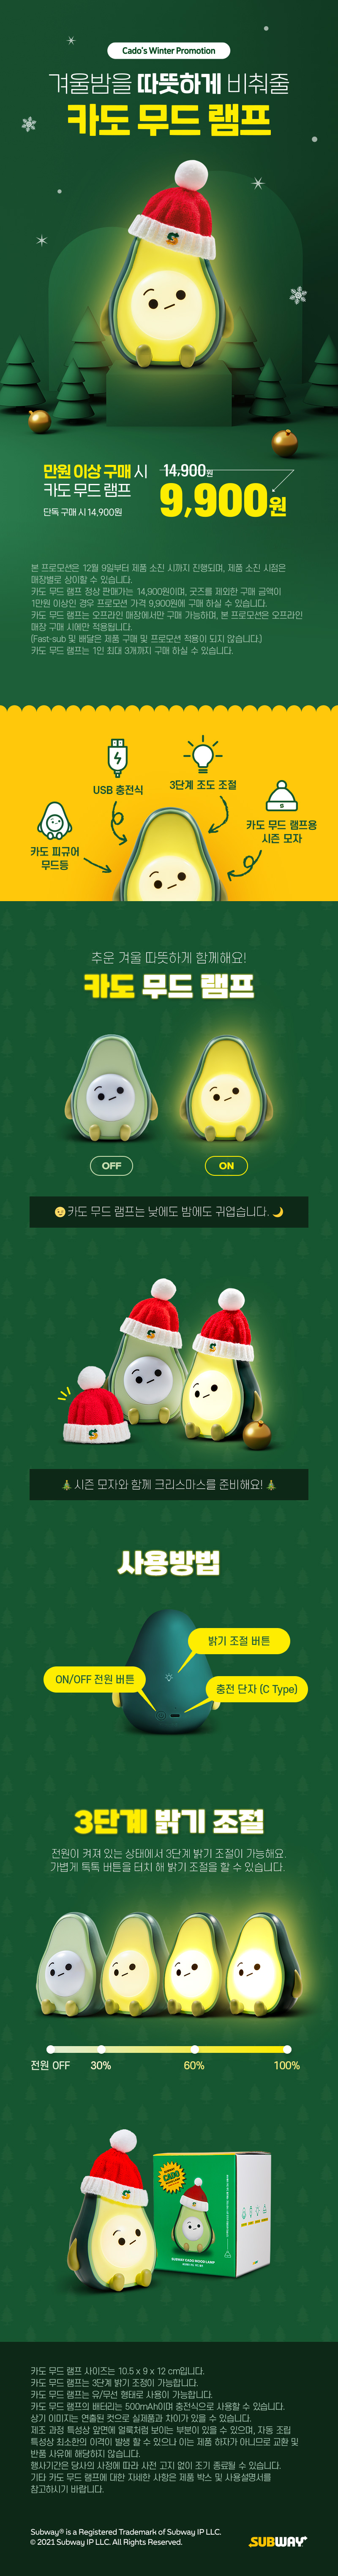 Cado's Winter Promotion
겨울밤을 따뜻하게 비춰줄
카도 무드 램프
만원 이상 구매 시
카도 무드 램프
단독 구매 시 14,900원
14,900원
9,900원
본 프로모션은 12월 9일부터 제품 소진 시까지 진행되며, 제품 소진 시점은
매장별로 상이할 수 있습니다.
카도 무드 램프 정상 판매가는 14,900원이며, 굿즈를 제외한 구매 금액이
1만원 이상인 경우 프로모션 가격 9,900원에 구매 하실 수 있습니다.
카도 무드 램프는 오프라인 매장에서만 구매 가능하며, 본 프로모션은 오프라인
매장 구매 시에만 적용됩니다.
(Fast-sub 및 배달은 제품 구매 및 프로모션 적용이 되지 않습니다.)
카도 무드 램프는 1인 최대 3개까지 구매 하실 수 있습니다.
USB 충전식
3단계 조도 조절
카도 피규어
무드등
카도 무드 램프용
시즌 모자
추운 겨울 따뜻하게 함께해요!
카도 무드 램프
OFF
ON
카도 무드 램프는 낮에도 밤에도 귀엽습니다.
시즌 모자와 함께 크리스마스를 준비해요!
사용방법
밝기 조절 버튼
ON/OFF 전원 버튼
충전 단자 (C Type)
3단계 밝기 조절
전원이 켜져 있는 상태에서 3단계 밝기 조절이 가능해요.
가볍게 톡톡 버튼을 터치 해 밝기 조절을 할 수 있습니다.
전원 OFF
30%
60%
100%
CADO
SUBWAY CADO MOOD LAMP
카도 무드 램프 사이즈는 10.5 x 9 x 12 cm입니다.
카도 무드 램프는 3단계 밝기 조정이 가능합니다.
카도 무드 램프는 유/무선 형태로 사용이 가능합니다.
카도 무드 램프의 배터리는 500mAh이며 충전식으로 사용할 수 있습니다.
상기 이미지는 연출된 컷으로 실제품과 차이가 있을 수 있습니다.
제조 과정 특성상 앞면에 얼룩처럼 보이는 부분이 있을 수 있으며, 자동 조립
특성상 최소한의 이격이 발생 할 수 있으나 이는 제품 하자가 아니므로 교환 및
반품 사유에 해당하지 않습니다.
행사기간은 당사의 사정에 따라 사전 고지 없이 조기 종료될 수 있습니다.
기타 카도 무드 램프에 대한 자세한 사항은 제품 박스 및 사용설명서를
참고하시기 바랍니다.
Subway® is a Registered Trademark of Subway IP LLC.
© 2021 Subway IP LLC. All Rights Reserved.
SUBWAY